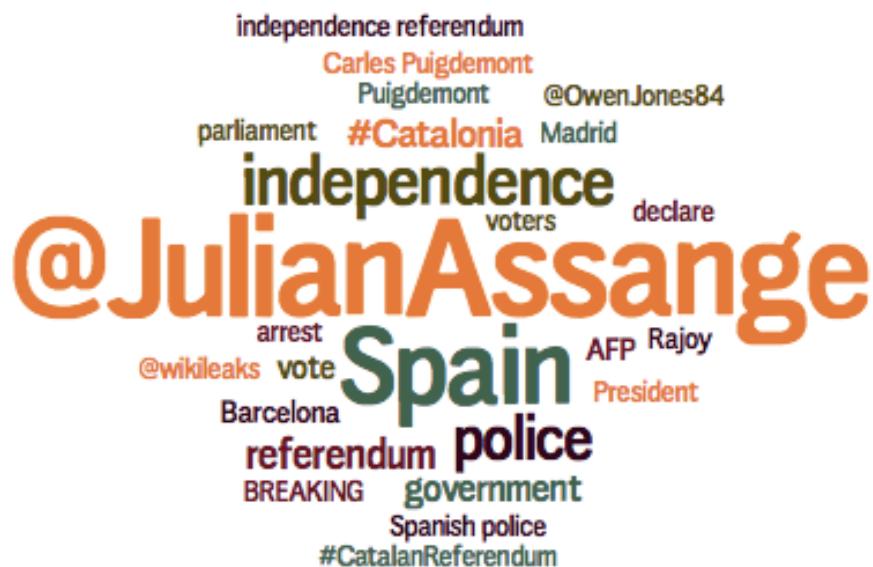 independence referendum
Carles Puigdemont
Puigdemont @OwenJones84
parliament #Catalonia Madrid
independence
voters declare
@JulianAssange
arrest Spain AFP Rajoy
@wikileaks vote President
Barcelona police
referendum
BREAKING government
Spanish police
#CatalanReferendum